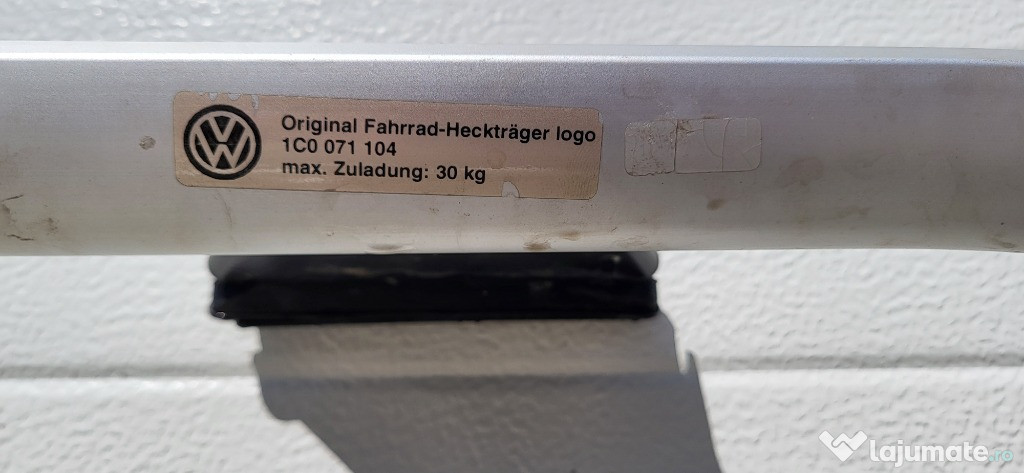 Original Fahrrad-Heckträger logo
1C0 071 104
max. Zuladung: 30 kg
lajumate.ro